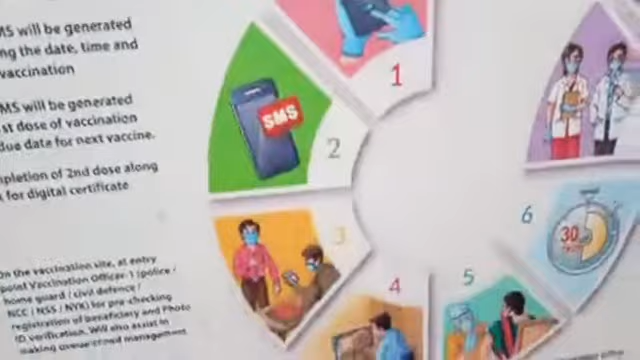 MS will be generated
ng the date, time and
vaccination
MS will be generated
st dose of vaccination
due date for next vaccine.
pletion of 2nd dose along
for digital certificate
On the vaccination site, at entry
point Vaccination Officer-1 (police /
home guard / civil defence /
NCC / NSS / NYK) for pre-checking
registration of beneficiary and Photo
ID verification. Will also assist in
making queue-crowd management
1
SMS
2
3
4
5
6
30